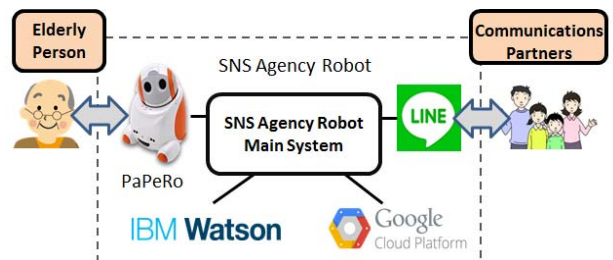 Elderly
Person
Communications
Partners
SNS Agency Robot
SNS Agency Robot
Main System
LINE
PaPeRo
IBM Watson
Google
Cloud Platform